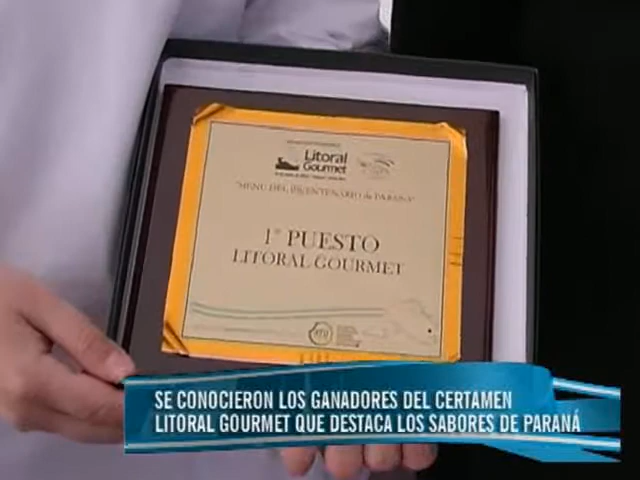 Litoral
Gourmet
"MENU DEL BICENTENARIO de PARANA"
1° PUESTO
LITORAL GOURMET
SE CONOCIERON LOS GANADORES DEL CERTAMEN
LITORAL GOURMET QUE DESTACA LOS SABORES DE PARANÁ